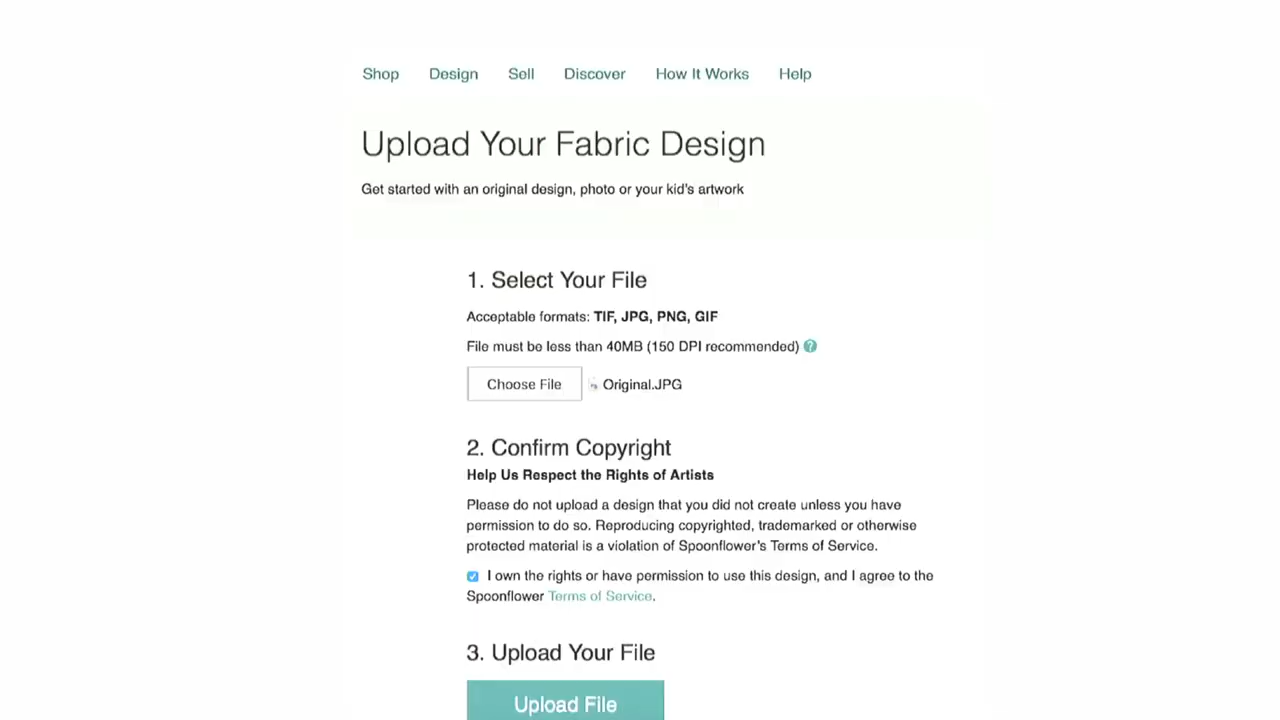 Shop Design Sell Discover How It Works Help
Upload Your Fabric Design
Get started with an original design, photo or your kid's artwork
1. Select Your File
Acceptable formats: TIF, JPG, PNG, GIF
File must be less than 40MB (150 DPI recommended) ?
Choose File Original.JPG
2. Confirm Copyright
Help Us Respect the Rights of Artists
Please do not upload a design that you did not create unless you have
permission to do so. Reproducing copyrighted, trademarked or otherwise
protected material is a violation of Spoonflower's Terms of Service.
I own the rights or have permission to use this design, and I agree to the
Spoonflower Terms of Service.
3. Upload Your File
Upload File